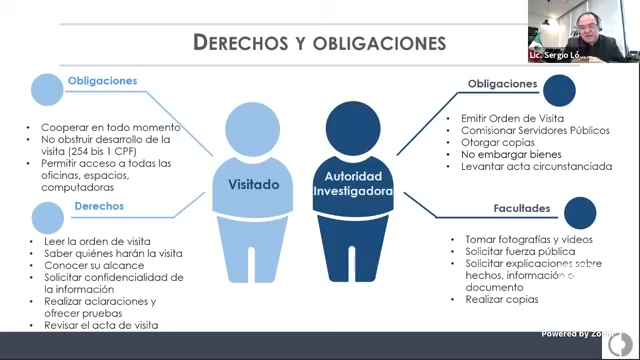 DERECHOS Y OBLIGACIONES
Lic. Sergio Ló...
Obligaciones
Cooperar en todo momento
No obstruir desarrollo de la
visita (254 bis 1 CPF)
Permitir acceso a todas las
oficinas, espacios,
computadoras
Derechos
Leer la orden de visita
Saber quiénes harán la visita
Conocer su alcance
Solicitar confidencialidad de
la información
Realizar aclaraciones y
ofrecer pruebas
Revisar el acta de visita
Visitado
Autoridad
Investigadora
Obligaciones
Emitir Orden de Visita
Comisionar Servidores Públicos
Otorgar copias
No embargar bienes
Levantar acta circunstanciada
Facultades
Tomar fotografías y videos
Solicitar fuerza pública
Solicitar explicaciones sobre
hechos, información o
documento
Realizar copias
Powered by Zoom